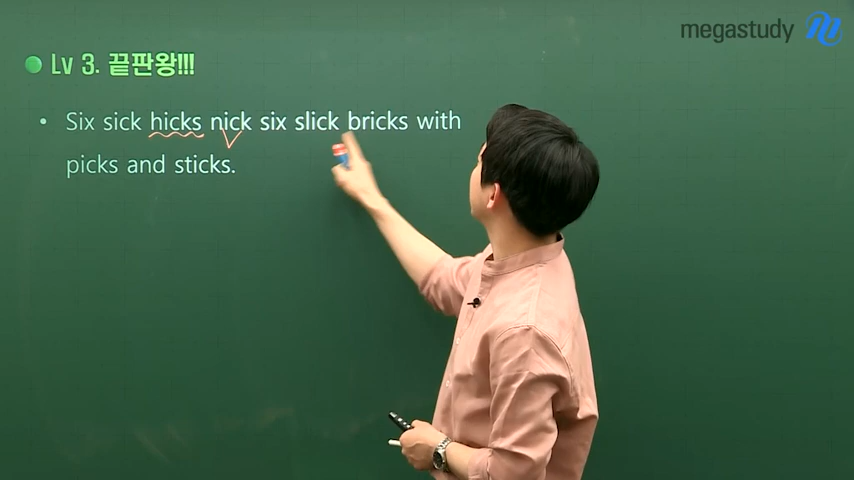 megastudy
Lv 3. 끝판왕!!!
• Six sick hicks nick six slick bricks with
picks and sticks.